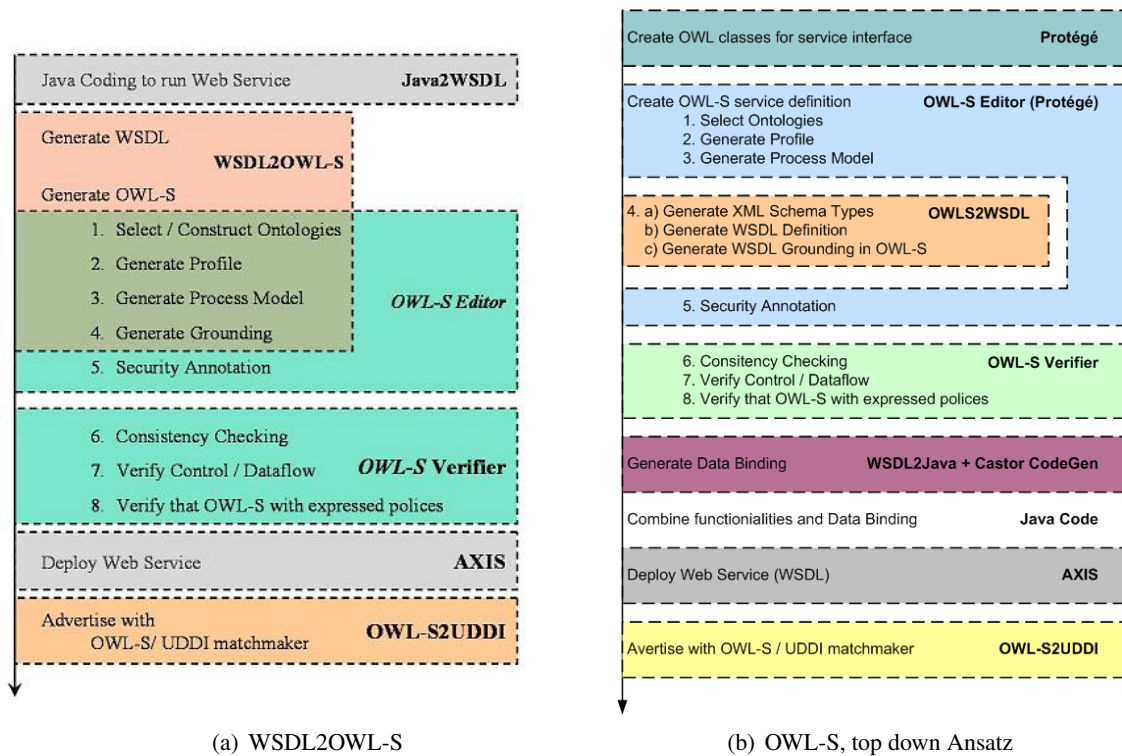 Java Coding to run Web Service Java2WSDL
Generate WSDL
WSDL2OWL-S
Generate OWL-S
1. Select / Construct Ontologies
2. Generate Profile
3. Generate Process Model
OWL-S Editor
4. Generate Grounding
5. Security Annotation
6. Consistency Checking
7. Verify Control / Dataflow
OWL-S Verifier
8. Verify that OWL-S with expressed polices
Deploy Web Service AXIS
Advertise with
OWL-S/ UDDI matchmaker
OWL-S2UDDI
(a) WSDL2OWL-S
Create OWL classes for service interface Protégé
Create OWL-S service definition OWL-S Editor (Protégé)
1. Select Ontologies
2. Generate Profile
3. Generate Process Model
4. a) Generate XML Schema Types OWLS2WSDL
b) Generate WSDL Definition
c) Generate WSDL Grounding in OWL-S
5. Security Annotation
6. Consitency Checking OWL-S Verifier
7. Verify Control / Dataflow
8. Verify that OWL-S with expressed polices
Generate Data Binding WSDL2Java + Castor CodeGen
Combine functionialities and Data Binding Java Code
Deploy Web Service (WSDL) AXIS
Avertise with OWL-S / UDDI matchmaker OWL-S2UDDI
(b) OWL-S, top down Ansatz